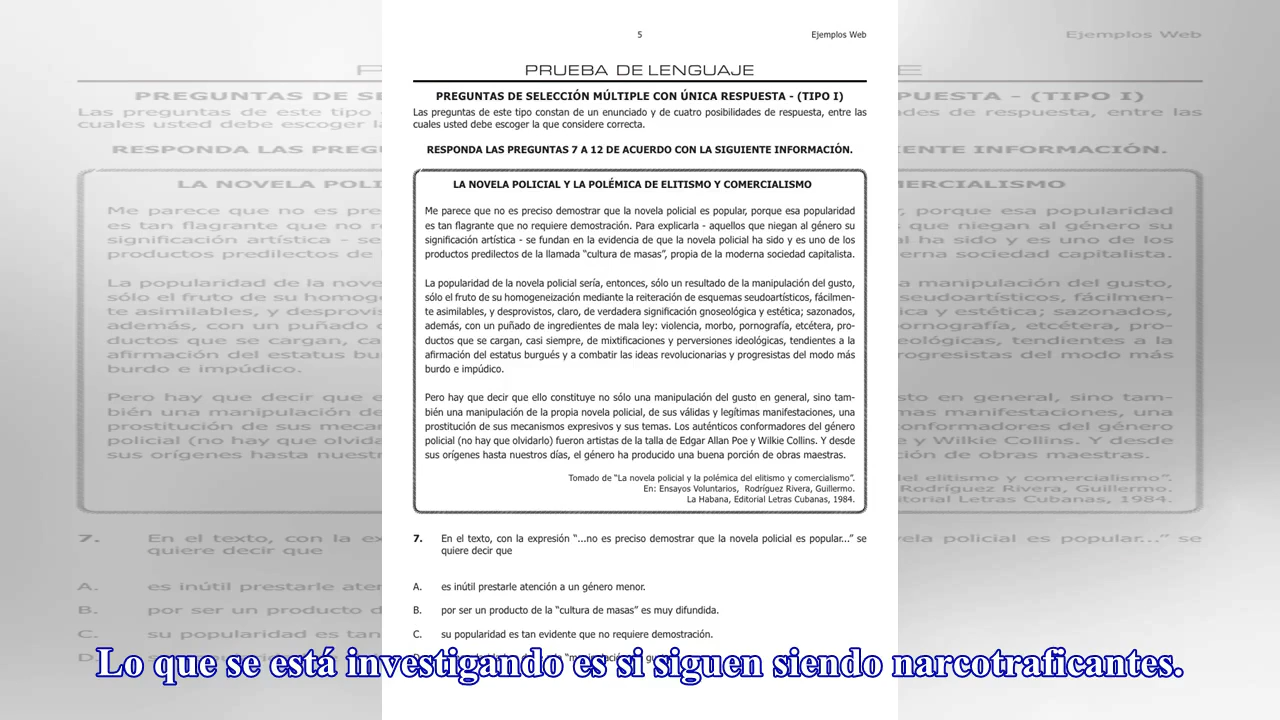 5
Ejemplos Web
PRUEBA DE LENGUAJE
PREGUNTAS DE SELECCIÓN MÚLTIPLE CON ÚNICA RESPUESTA - (TIPO I)
Las preguntas de este tipo constan de un enunciado y de cuatro posibilidades de respuesta, entre las
cuales usted debe escoger la que considere correcta.
RESPONDA LAS PREGUNTAS 7 A 12 DE ACUERDO CON LA SIGUIENTE INFORMACIÓN.
LA NOVELA POLICIAL Y LA POLÉMICA DE ELITISMO Y COMERCIALISMO
Me parece que no es preciso demostrar que la novela policial es popular, porque esa popularidad
es tan flagrante que no requiere demostración. Para explicarla - aquellos que niegan al género su
significación artística - se fundan en la evidencia de que la novela policial ha sido y es uno de los
productos predilectos de la llamada “cultura de masas”, propia de la moderna sociedad capitalista.
La popularidad de la novela policial sería, entonces, sólo un resultado de la manipulación del gusto,
sólo el fruto de su homogeneización mediante la reiteración de esquemas seudoartísticos, fácilmen-
te asimilables, y desprovistos, claro, de verdadera significación gnoseológica y estética; sazonados,
además, con un puñado de ingredientes de mala ley: violencia, morbo, pornografía, etcétera, pro-
ductos que se cargan, casi siempre, de mixtificaciones y perversiones ideológicas, tendientes a la
afirmación del estatus burgués y a combatir las ideas revolucionarias y progresistas del modo más
burdo e impúdico.
Pero hay que decir que ello constituye no sólo una manipulación del gusto en general, sino tam-
bién una manipulación de la propia novela policial, de sus válidas y legítimas manifestaciones, una
prostitución de sus mecanismos expresivos y sus temas. Los auténticos conformadores del género
policial (no hay que olvidarlo) fueron artistas de la talla de Edgar Allan Poe y Wilkie Collins. Y desde
sus orígenes hasta nuestros días, el género ha producido una buena porción de obras maestras.
Tomado de “La novela policial y la polémica del elitismo y comercialismo”.
En: Ensayos Voluntarios, Rodríguez Rivera, Guillermo.
La Habana, Editorial Letras Cubanas, 1984.
7. En el texto, con la expresión “...no es preciso demostrar que la novela policial es popular...” se
quiere decir que
A. es inútil prestarle atención a un género menor.
B. por ser un producto de la “cultura de masas” es muy difundida.
C. su popularidad es tan evidente que no requiere demostración.
Lo que se está investigando es si siguen siendo narcotraficantes.